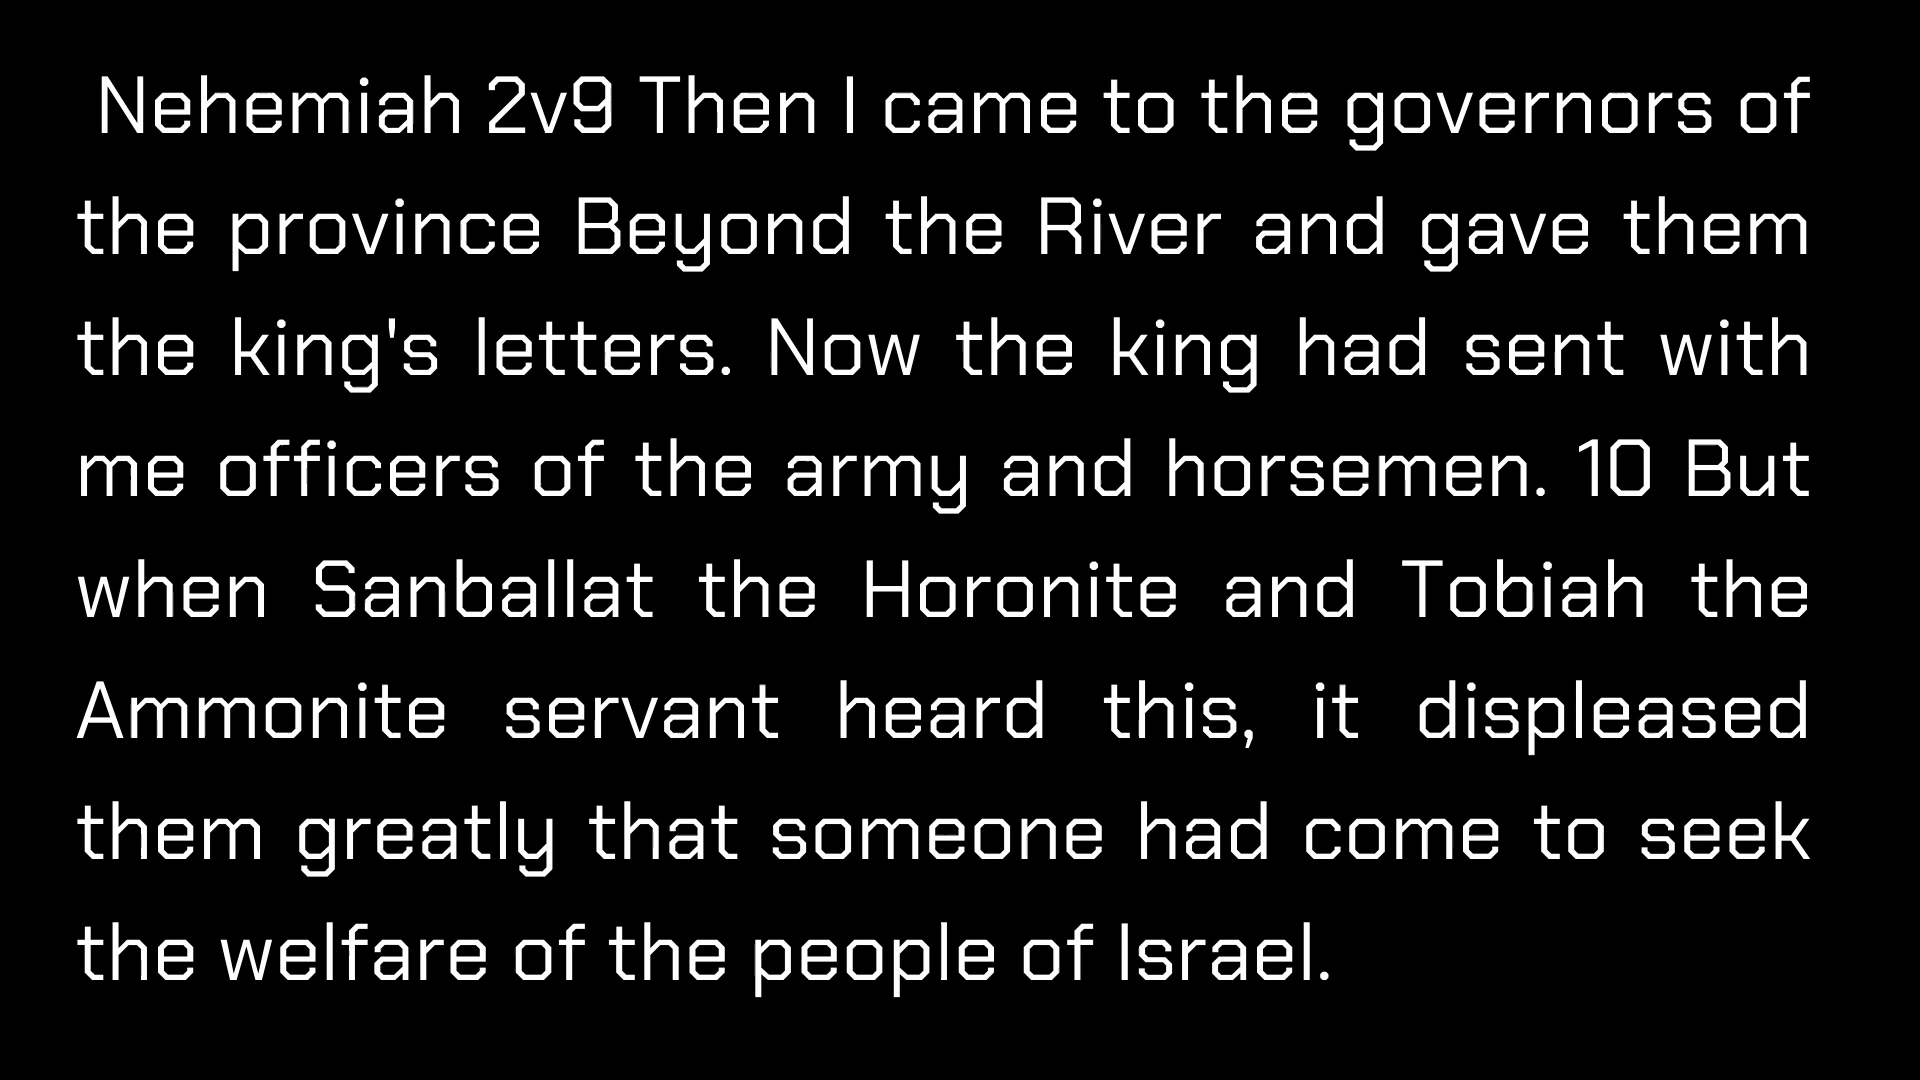 Nehemiah 2v9 Then I came to the governors of
the province Beyond the River and gave them
the king's letters. Now the king had sent with
me officers of the army and horsemen. 10 But
when Sanballat the Horonite and Tobiah the
Ammonite servant heard this, it displeased
them greatly that someone had come to seek
the welfare of the people of Israel.